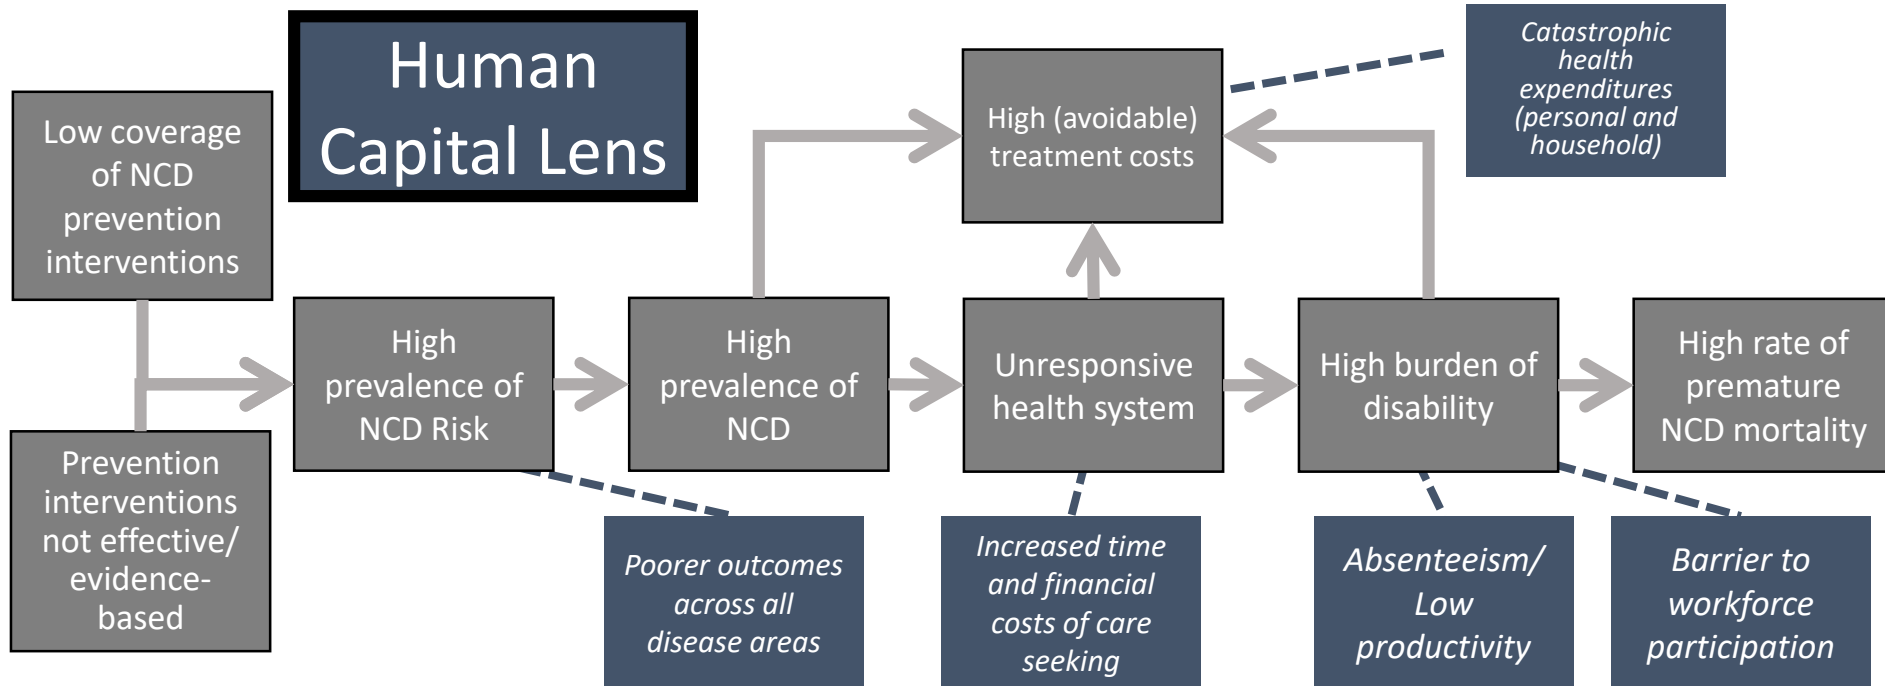 Human
Capital Lens
Low coverage
of NCD
prevention
interventions
Prevention
interventions
not effective/
evidence-
based
High
prevalence of
NCD Risk
High
prevalence of
NCD
High (avoidable)
treatment costs
Catastrophic
health
expenditures
(personal and
household)
Unresponsive
health system
High burden of
disability
High rate of
premature
NCD mortality
Poorer outcomes
across all
disease areas
Increased time
and financial
costs of care
seeking
Absenteeism/
Low
productivity
Barrier to
workforce
participation